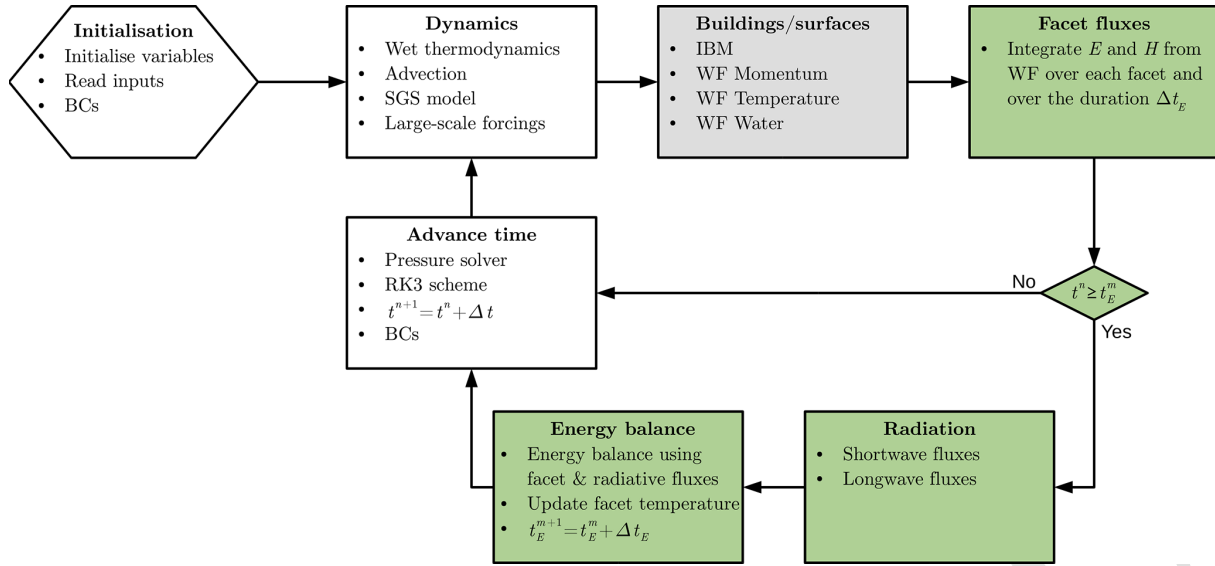 Initialisation
• Initialise variables
• Read inputs
• BCs
Dynamics
• Wet thermodynamics
• Advection
• SGS model
• Large-scale forcings
Buildings/surfaces
• IBM
• WF Momentum
• WF Temperature
• WF Water
Facet fluxes
• Integrate E and H from
WF over each facet and
over the duration Δt_E
Advance time
• Pressure solver
• RK3 scheme
• t^{n+1}=t^n+Δt
• BCs
No
t^n≥t_E^m
Yes
Energy balance
• Energy balance using
facet & radiative fluxes
• Update facet temperature
• t_E^{m+1}=t_E^m+Δt_E
Radiation
• Shortwave fluxes
• Longwave fluxes